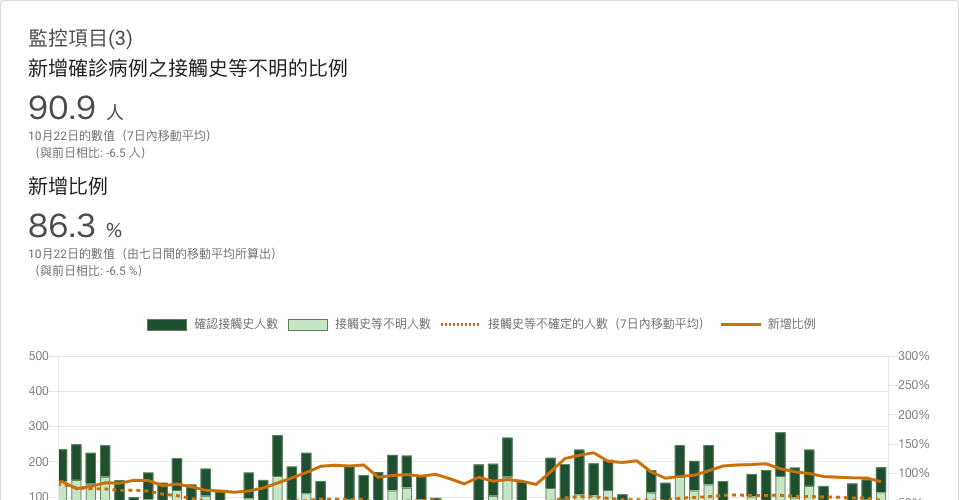 監控項目(3)
新增確診病例之接觸史等不明的比例
90.9 人
10月22日的數值（7日內移動平均）
（與前日相比: -6.5 人）
新增比例
86.3 %
10月22日的數值（由七日間的移動平均所算出）
（與前日相比: -6.5 %）
確認接觸史人數 接觸史等不明人數 接觸史等不確定的人數（7日內移動平均） 新增比例
500 300%
250%
400
200%
300
150%
200
100%
100
50%